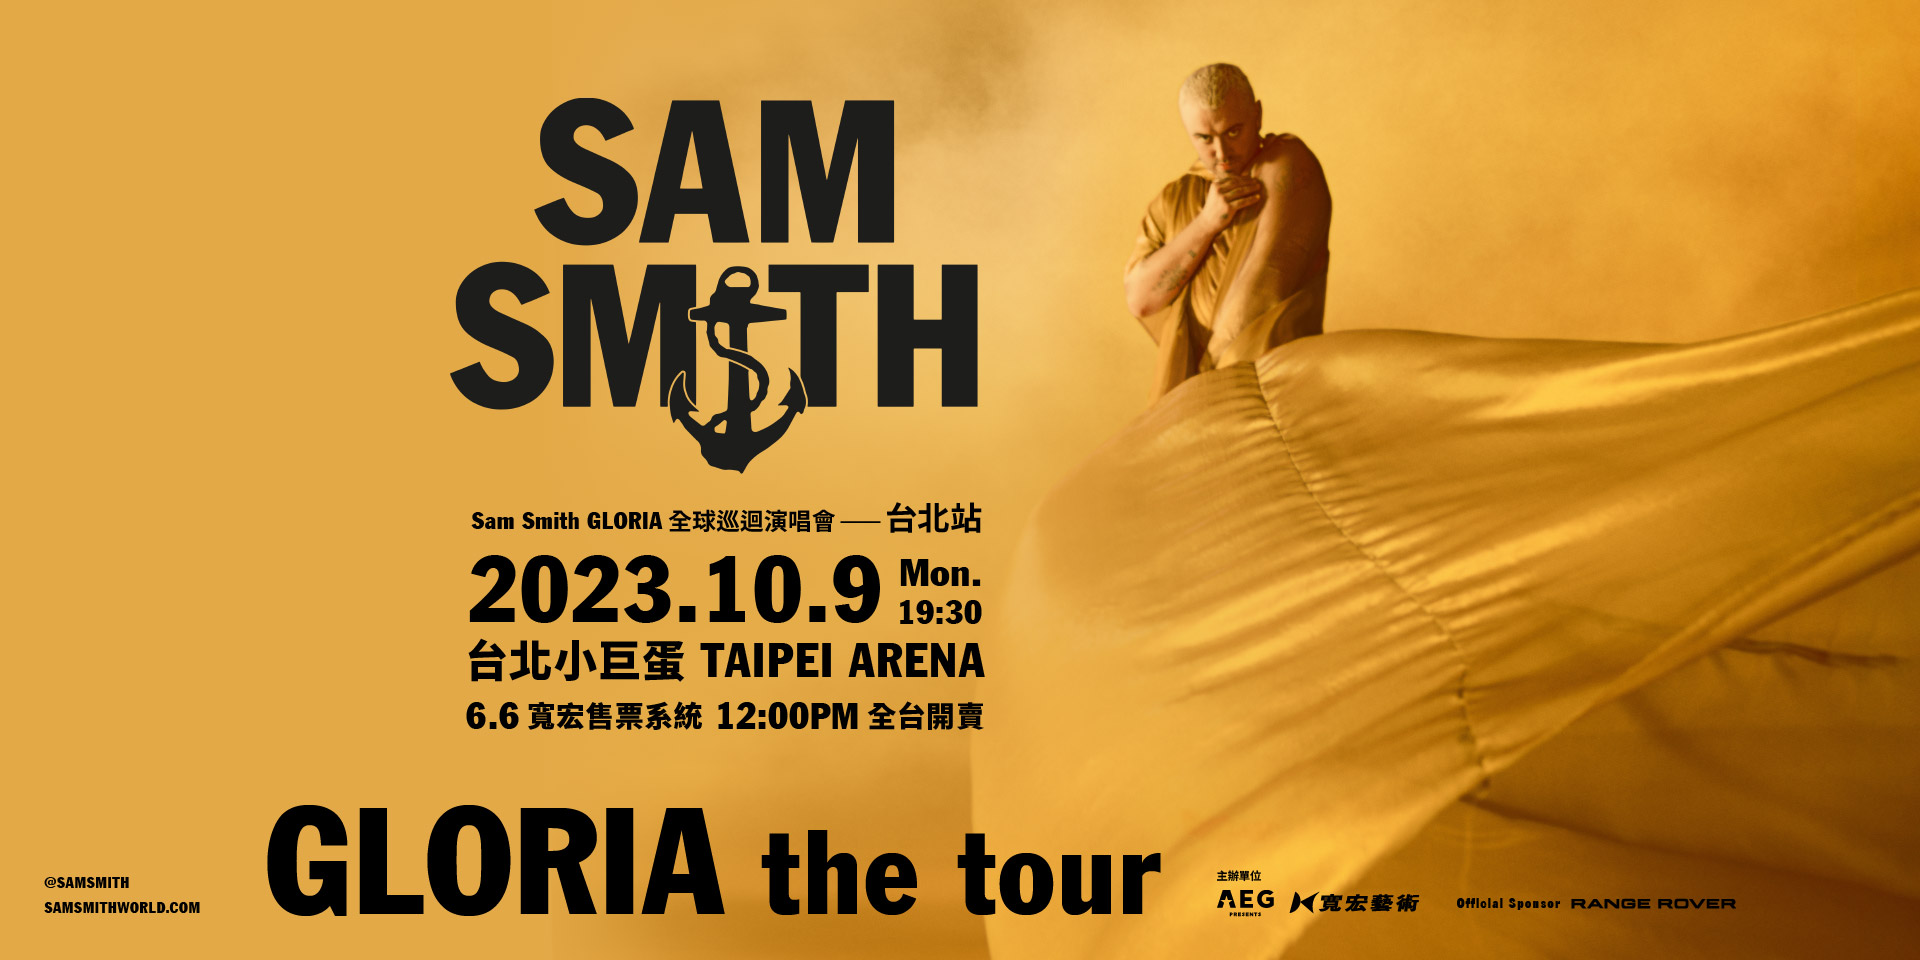 SAM
SMITH
Sam Smith GLORIA 全球巡迴演唱會——台北站
2023.10.9 Mon. 19:30
台北小巨蛋 TAIPEI ARENA
6.6 寬宏售票系統 12:00PM 全台開賣
GLORIA the tour
@SAMSMITH
SAMSMITHWORLD.COM
主辦單位
AEG PRESENTS 寬宏藝術
Official Sponsor RANGE ROVER